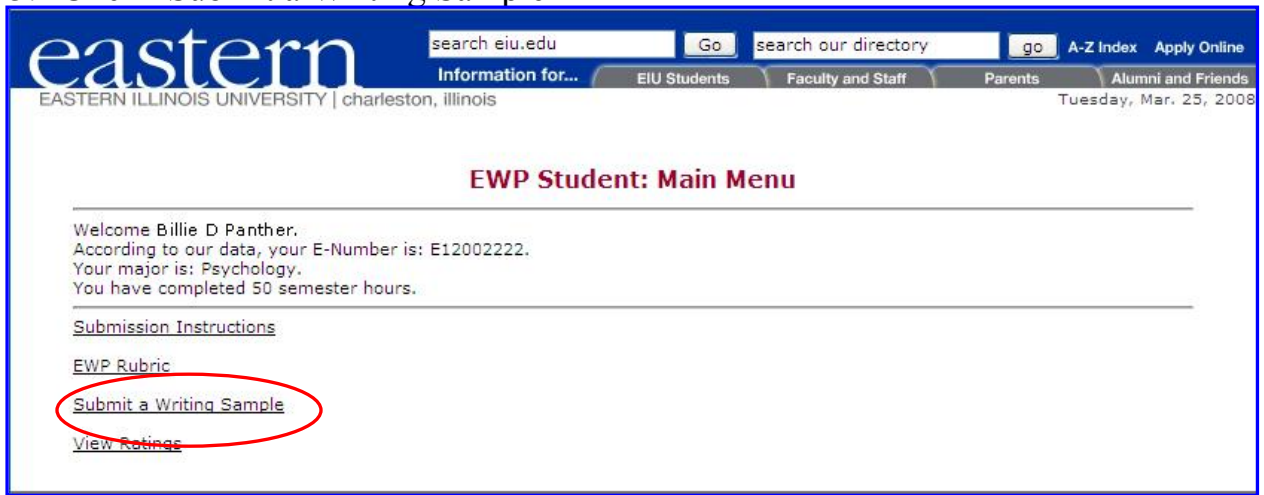 eastern
search eiu.edu Go search our directory go A-Z Index Apply Online
Information for... EIU Students Faculty and Staff Parents Alumni and Friends
EASTERN ILLINOIS UNIVERSITY | charleston, illinois
Tuesday, Mar. 25, 2008
EWP Student: Main Menu
Welcome Billie D Panther.
According to our data, your E-Number is: E12002222.
Your major is: Psychology.
You have completed 50 semester hours.
Submission Instructions
EWP Rubric
Submit a Writing Sample
View Ratings